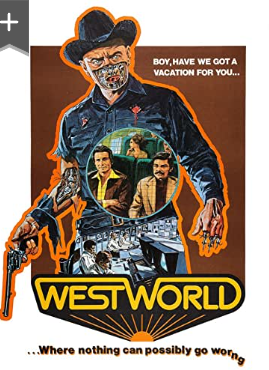 BOY, HAVE WE GOT A
VACATION FOR YOU...
WESTWORLD
...Where nothing can possibly go worng